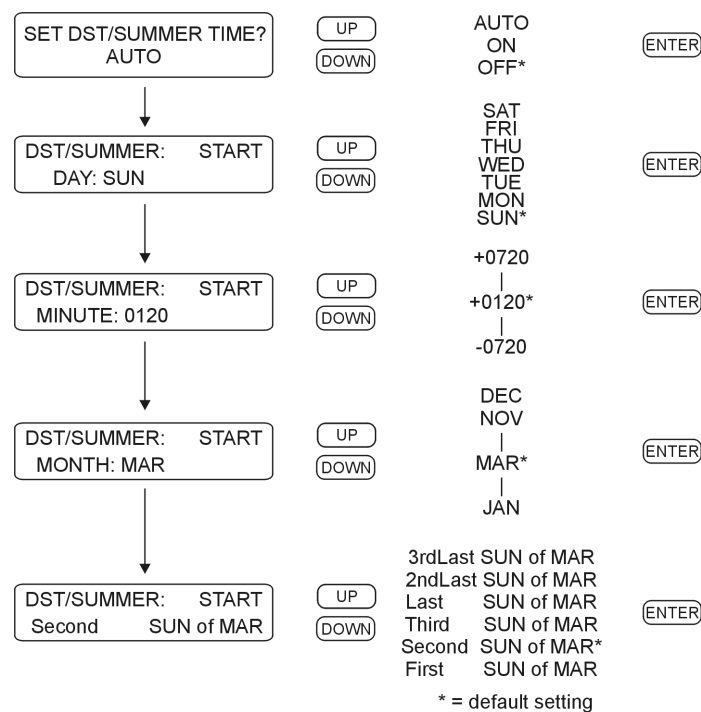 SET DST/SUMMER TIME?
AUTO
UP
DOWN
AUTO
ON
OFF*
ENTER
DST/SUMMER: START
DAY: SUN
UP
DOWN
SAT
FRI
THU
WED
TUE
MON
SUN*
ENTER
DST/SUMMER: START
MINUTE: 0120
UP
DOWN
+0720
+0120*
-0720
ENTER
DST/SUMMER: START
MONTH: MAR
UP
DOWN
DEC
NOV
MAR*
JAN
ENTER
DST/SUMMER: START
Second SUN of MAR
UP
DOWN
3rdLast SUN of MAR
2ndLast SUN of MAR
Last SUN of MAR
Third SUN of MAR
Second SUN of MAR*
First SUN of MAR
ENTER
* = default setting